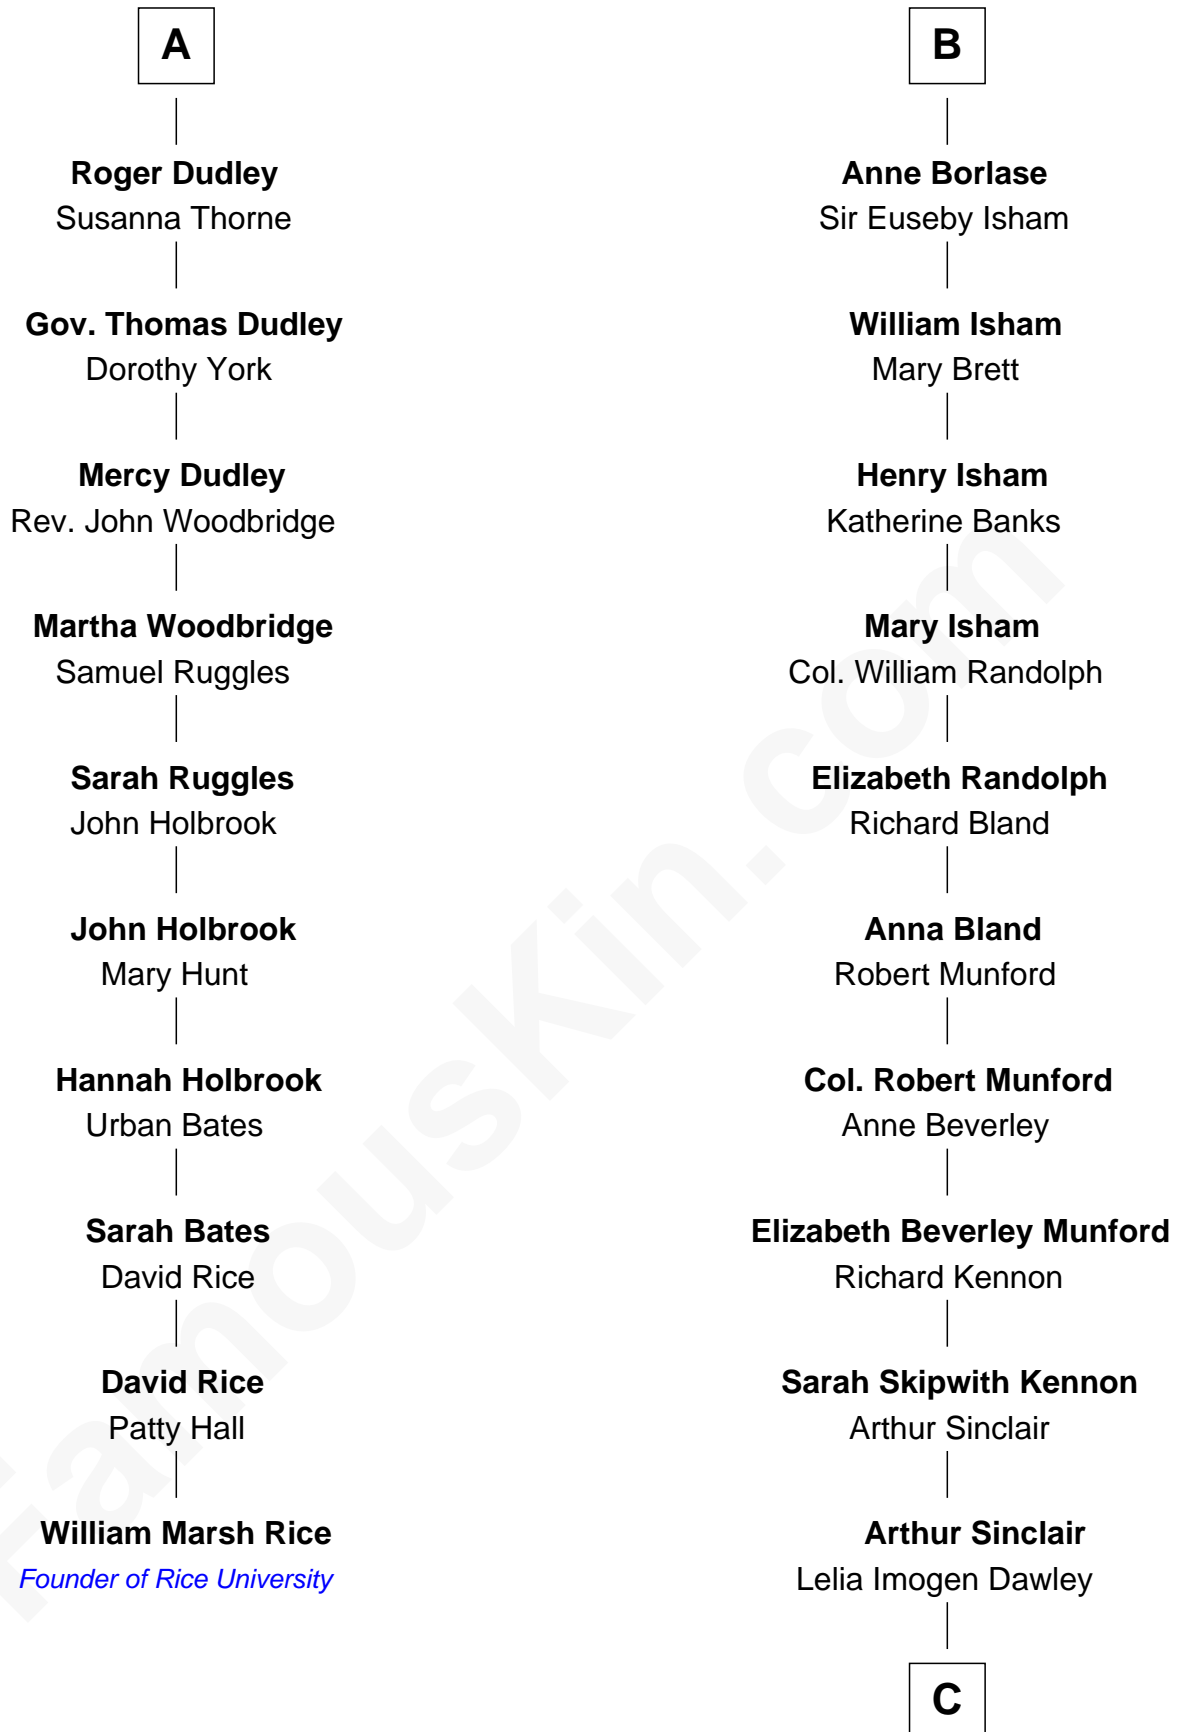 A
Roger Dudley
Susanna Thorne
Gov. Thomas Dudley
Dorothy York
Mercy Dudley
Rev. John Woodbridge
Martha Woodbridge
Samuel Ruggles
Sarah Ruggles
John Holbrook
John Holbrook
Mary Hunt
Hannah Holbrook
Urban Bates
Sarah Bates
David Rice
David Rice
Patty Hall
William Marsh Rice
Founder of Rice University
B
Anne Borlase
Sir Euseby Isham
William Isham
Mary Brett
Henry Isham
Katherine Banks
Mary Isham
Col. William Randolph
Elizabeth Randolph
Richard Bland
Anna Bland
Robert Munford
Col. Robert Munford
Anne Beverley
Elizabeth Beverley Munford
Richard Kennon
Sarah Skipwith Kennon
Arthur Sinclair
Arthur Sinclair
Lelia Imogen Dawley
C
FamousKin.com